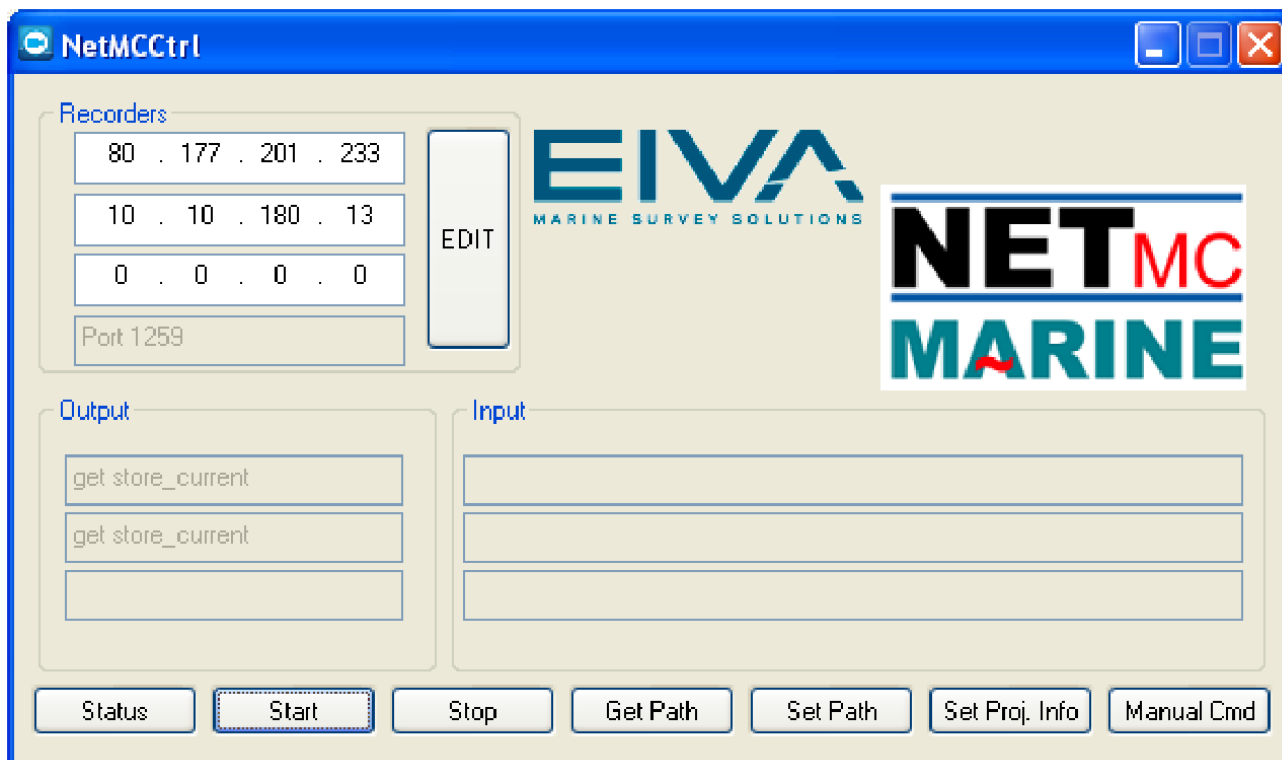 NetMCCtrl
Recorders
80 . 177 . 201 . 233
10 . 10 . 180 . 13
0 . 0 . 0 . 0
Port 1259
EDIT
EIVA
MARINE SURVEY SOLUTIONS
NETMC
MARINE
Output
get store_current
get store_current
Input
Status
Start
Stop
Get Path
Set Path
Set Proj. Info
Manual Cmd